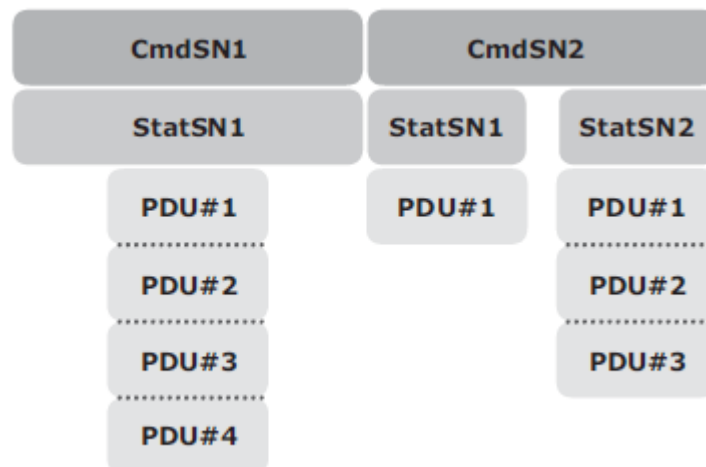 CmdSN1 CmdSN2
StatSN1 StatSN1 StatSN2
PDU#1 PDU#1 PDU#1
PDU#2 PDU#2
PDU#3 PDU#3
PDU#4